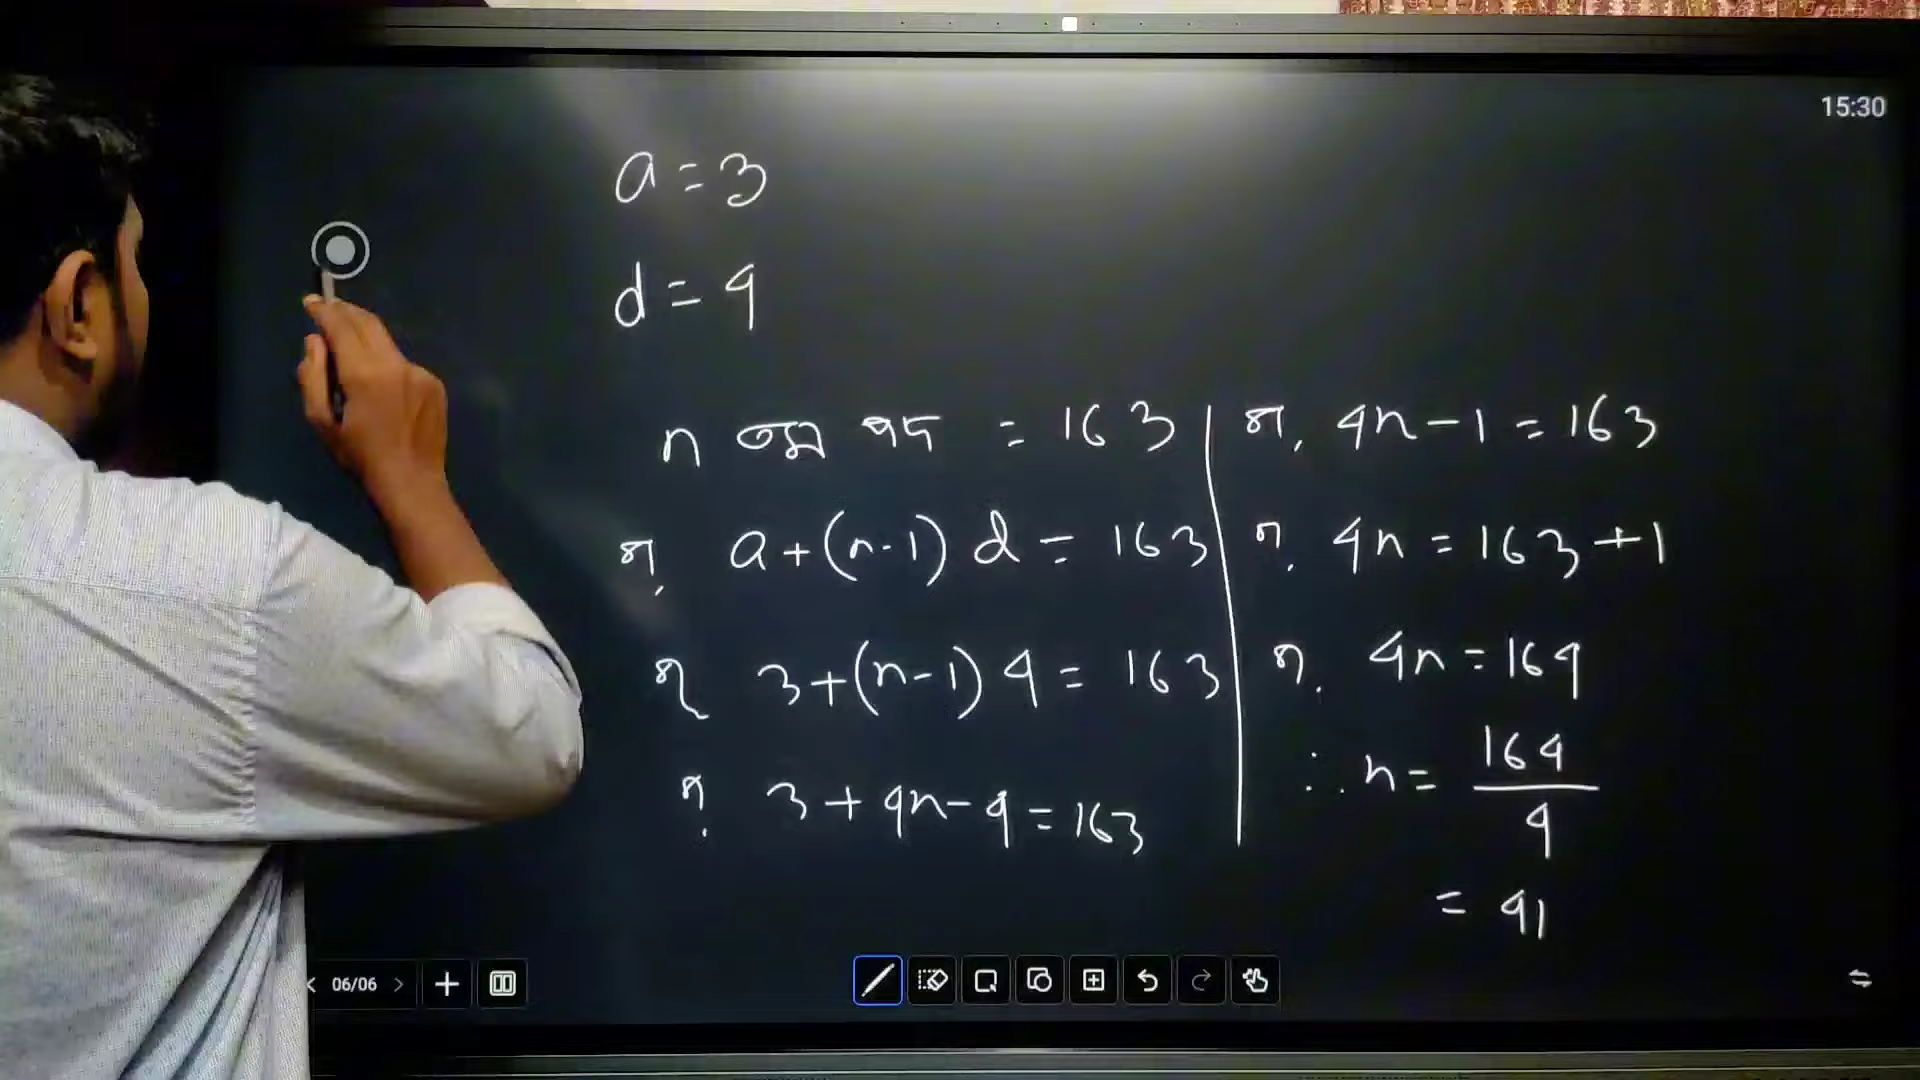 15:30
a = 3
d = 4
n তম পদ = 163
বা, a + (n-1) d = 163
বা, 3 + (n-1) 4 = 163
বা, 3 + 4n - 4 = 163
বা, 4n - 1 = 163
বা, 4n = 163 + 1
বা, 4n = 164
∴ n = 164/4
= 41
06/06